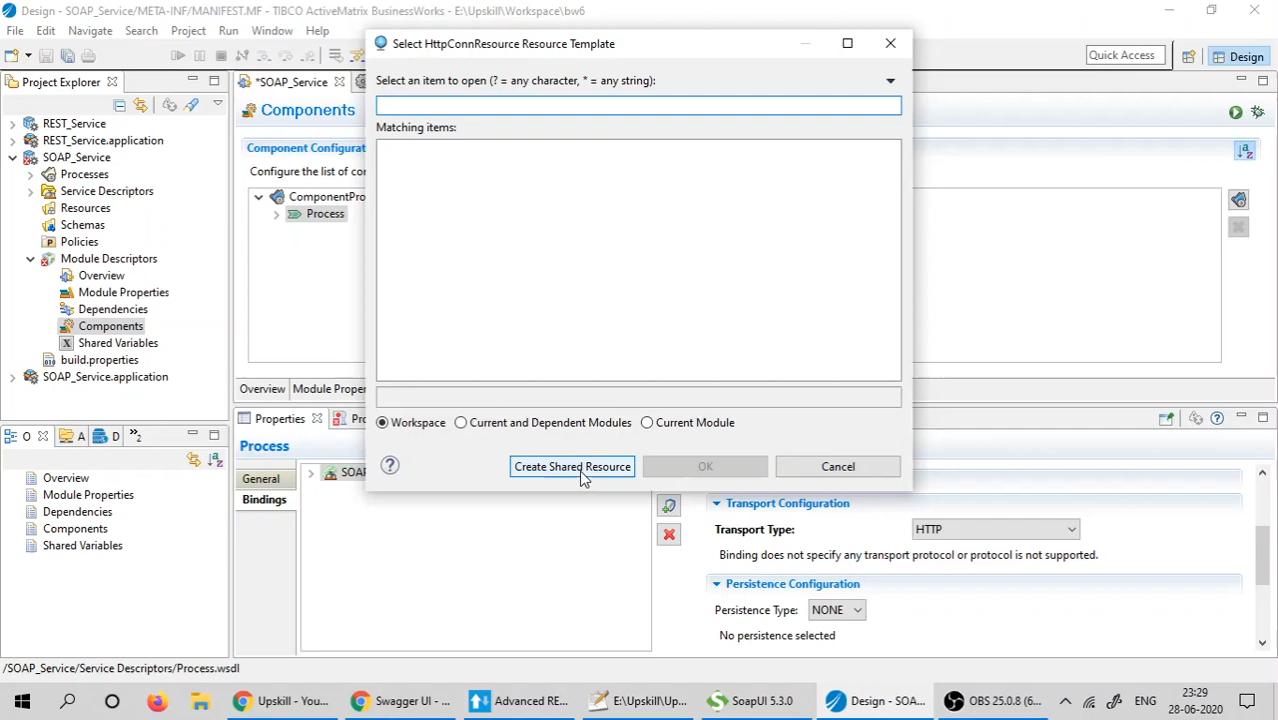 Design - SOAP_Service/META-INF/MANIFEST.MF - TIBCO ActiveMatrix BusinessWorks - E:\Upskill\Workspace\bw6
File Edit Navigate Search Project Run Window Help
Quick Access
Design
Select HttpConnResource Resource Template
Select an item to open (? = any character, * = any string):
Matching items:
Workspace Current and Dependent Modules Current Module
Create Shared Resource OK Cancel
Project Explorer
REST_Service
REST_Service.application
SOAP_Service
Processes
Service Descriptors
Resources
Schemas
Policies
Module Descriptors
Overview
Module Properties
Dependencies
Components
Shared Variables
build.properties
SOAP_Service.application
*SOAP_Service
Components
Component Configurat
Configure the list of co
ComponentPro
Process
Overview Module Proper
O A D »2
Overview
Module Properties
Dependencies
Components
Shared Variables
Properties Pr
Process
General
Bindings
SOA
Transport Configuration
Transport Type: HTTP
Binding does not specify any transport protocol or protocol is not supported.
Persistence Configuration
Persistence Type: NONE
No persistence selected
/SOAP_Service/Service Descriptors/Process.wsdl
Upskill - You... Swagger UI - ... Advanced RE... E:\Upskill\Up... SoapUI 5.3.0 Design - SOA... OBS 25.0.8 (6... ENG 23:29
28-06-2020